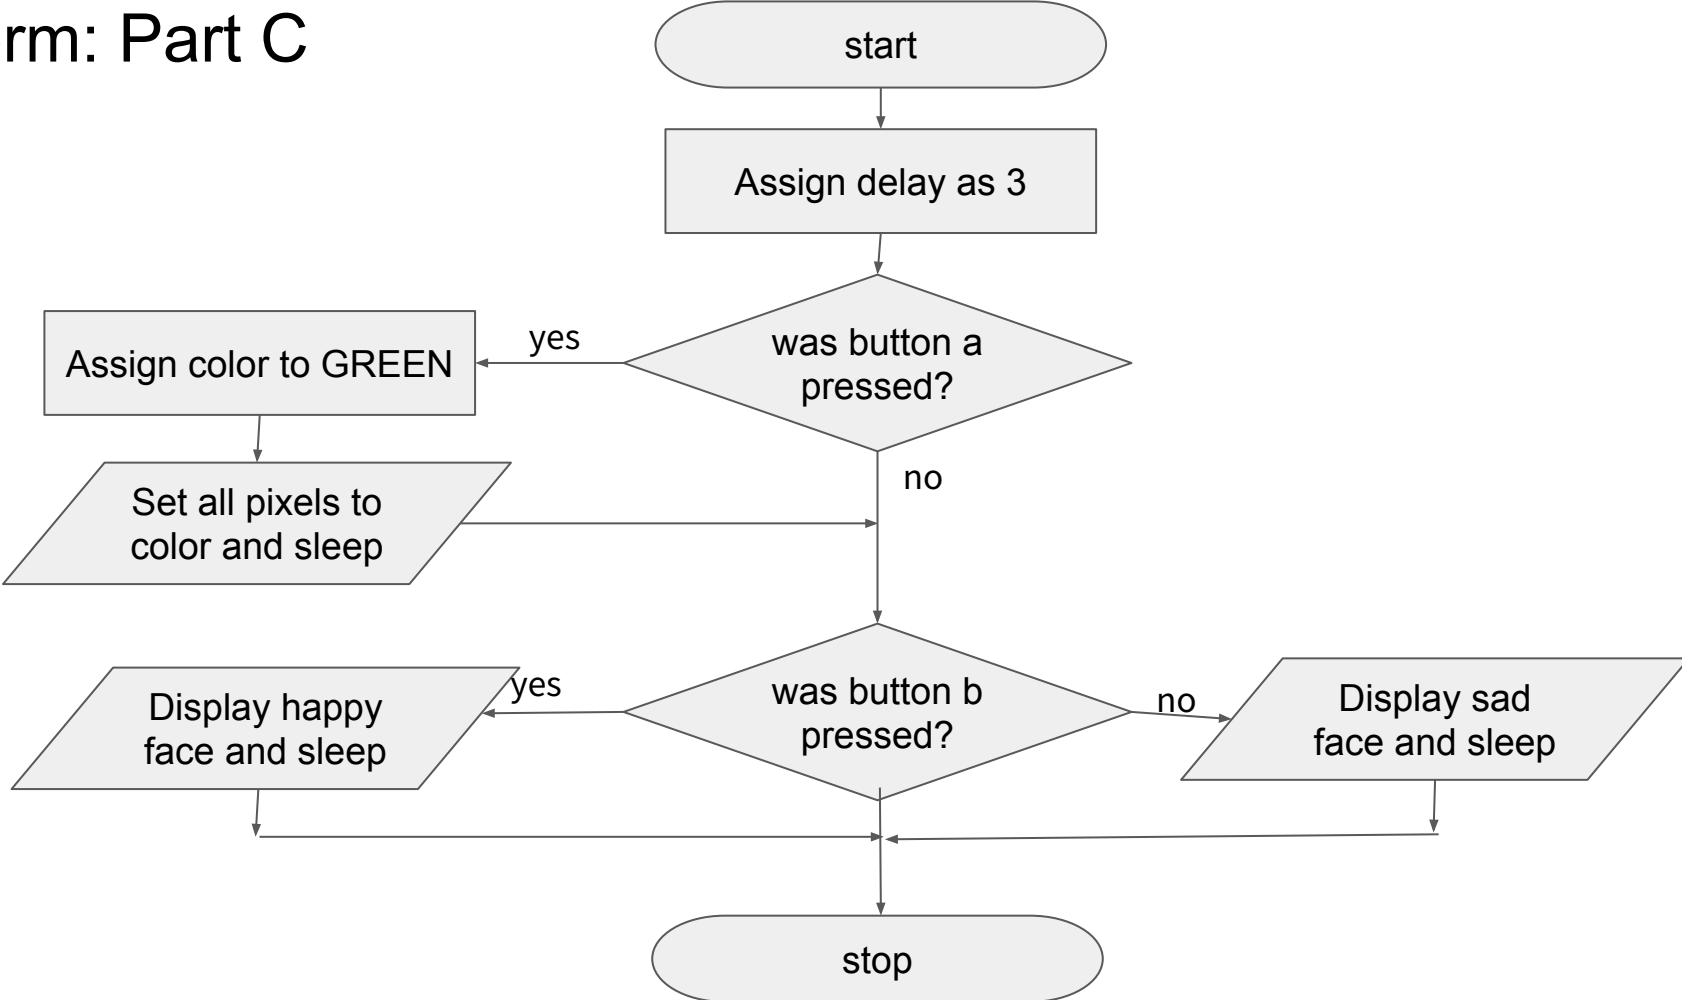 rm: Part C
start
Assign delay as 3
was button a
pressed?
yes
Assign color to GREEN
no
Set all pixels to
color and sleep
was button b
pressed?
yes
Display happy
face and sleep
no
Display sad
face and sleep
stop